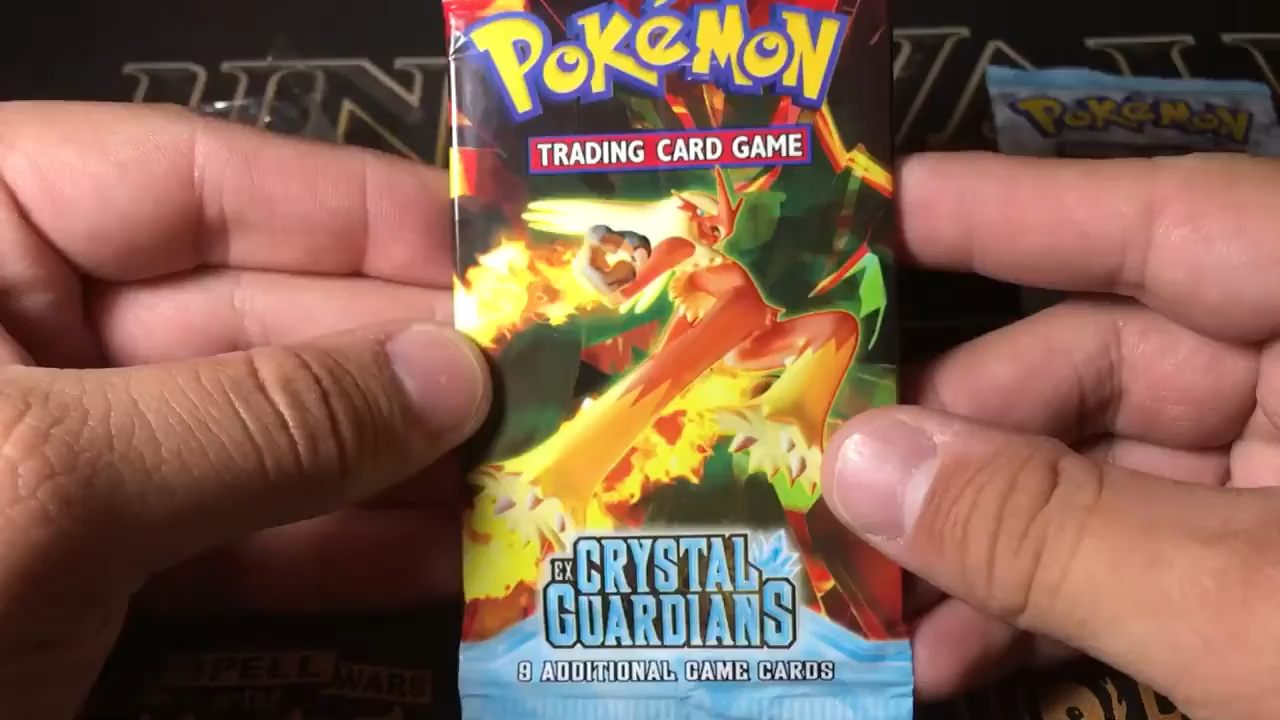 POKéMON
TRADING CARD GAME
POKéMON
EX CRYSTAL
GUARDIANS
9 ADDITIONAL GAME CARDS
SPELL WARS